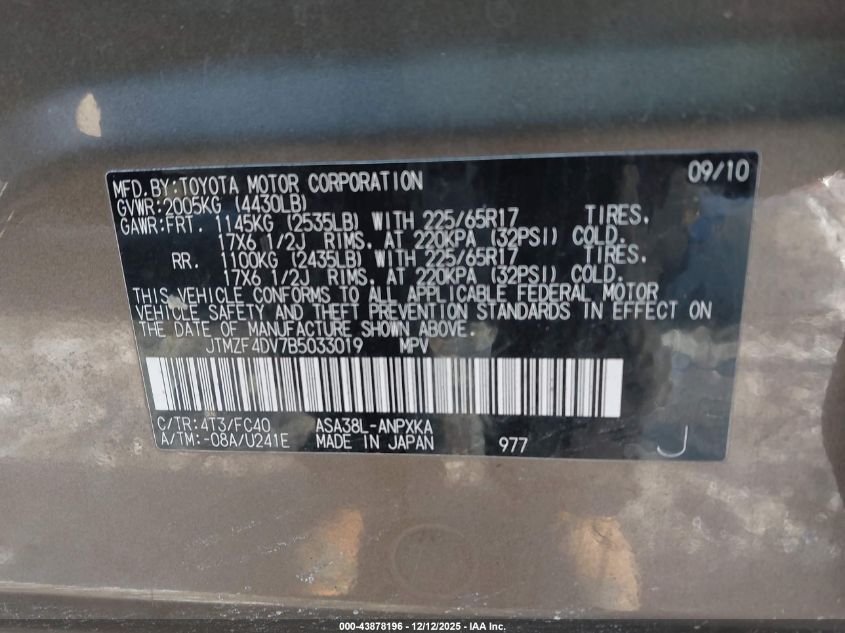 09/10
MFD.BY:TOYOTA MOTOR CORPORATION
GVWR:2005KG (4430LB)
GAWR:FRT. 1145KG (2535LB) WITH 225/65R17 TIRES.
17X6 1/2J RIMS. AT 220KPA (32PSI) COLD.
RR. 1100KG (2435LB) WITH 225/65R17 TIRES.
17X6 1/2J RIMS. AT 220KPA (32PSI) COLD.
THIS VEHICLE CONFORMS TO ALL APPLICABLE FEDERAL MOTOR
VEHICLE SAFETY AND THEFT PREVENTION STANDARDS IN EFFECT ON
THE DATE OF MANUFACTURE SHOWN ABOVE.
JTMZF4DV7B5033019 MPV
C/TR:4T3/FC40 ASA38L-ANPXKA
A/TM:-08A/U241E MADE IN JAPAN 977 J
000-43878196 - 12/12/2025 - IAA Inc.